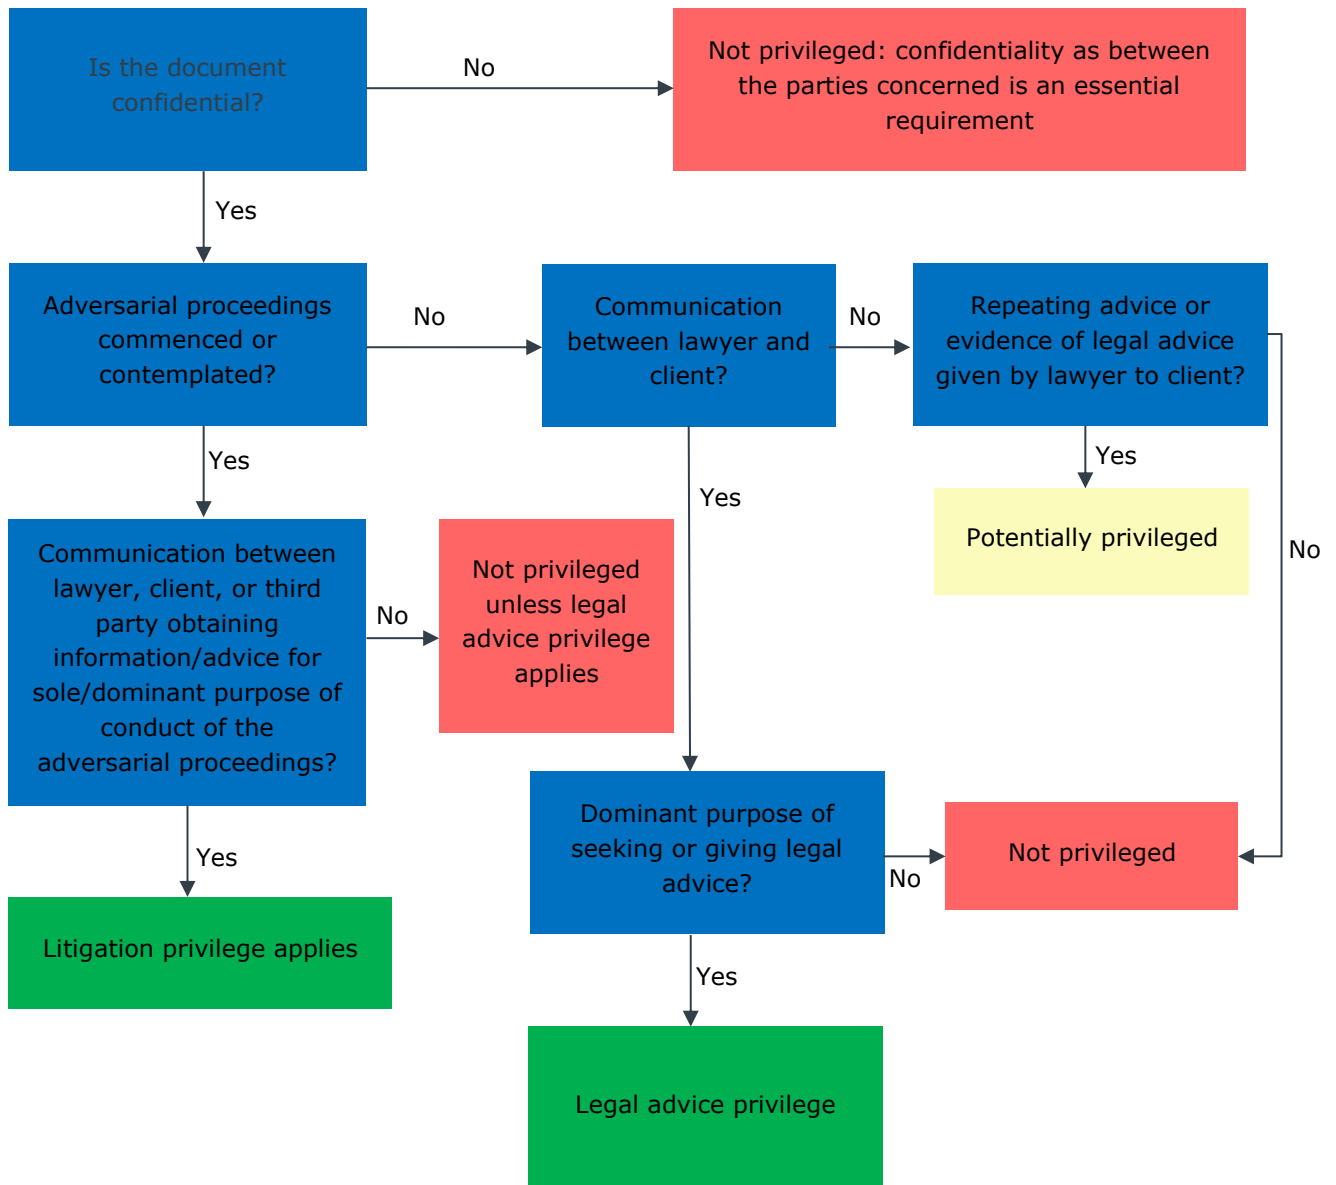 Is the document
confidential?
No
Not privileged: confidentiality as between
the parties concerned is an essential
requirement
Yes
Adversarial proceedings
commenced or
contemplated?
No
Communication
between lawyer and
client?
No
Repeating advice or
evidence of legal advice
given by lawyer to client?
Yes
Yes
Yes
Potentially privileged
No
Communication between
lawyer, client, or third
party obtaining
information/advice for
sole/dominant purpose of
conduct of the
adversarial proceedings?
No
Not privileged
unless legal
advice privilege
applies
Dominant purpose of
seeking or giving legal
advice?
No
Not privileged
Yes
Litigation privilege applies
Yes
Legal advice privilege